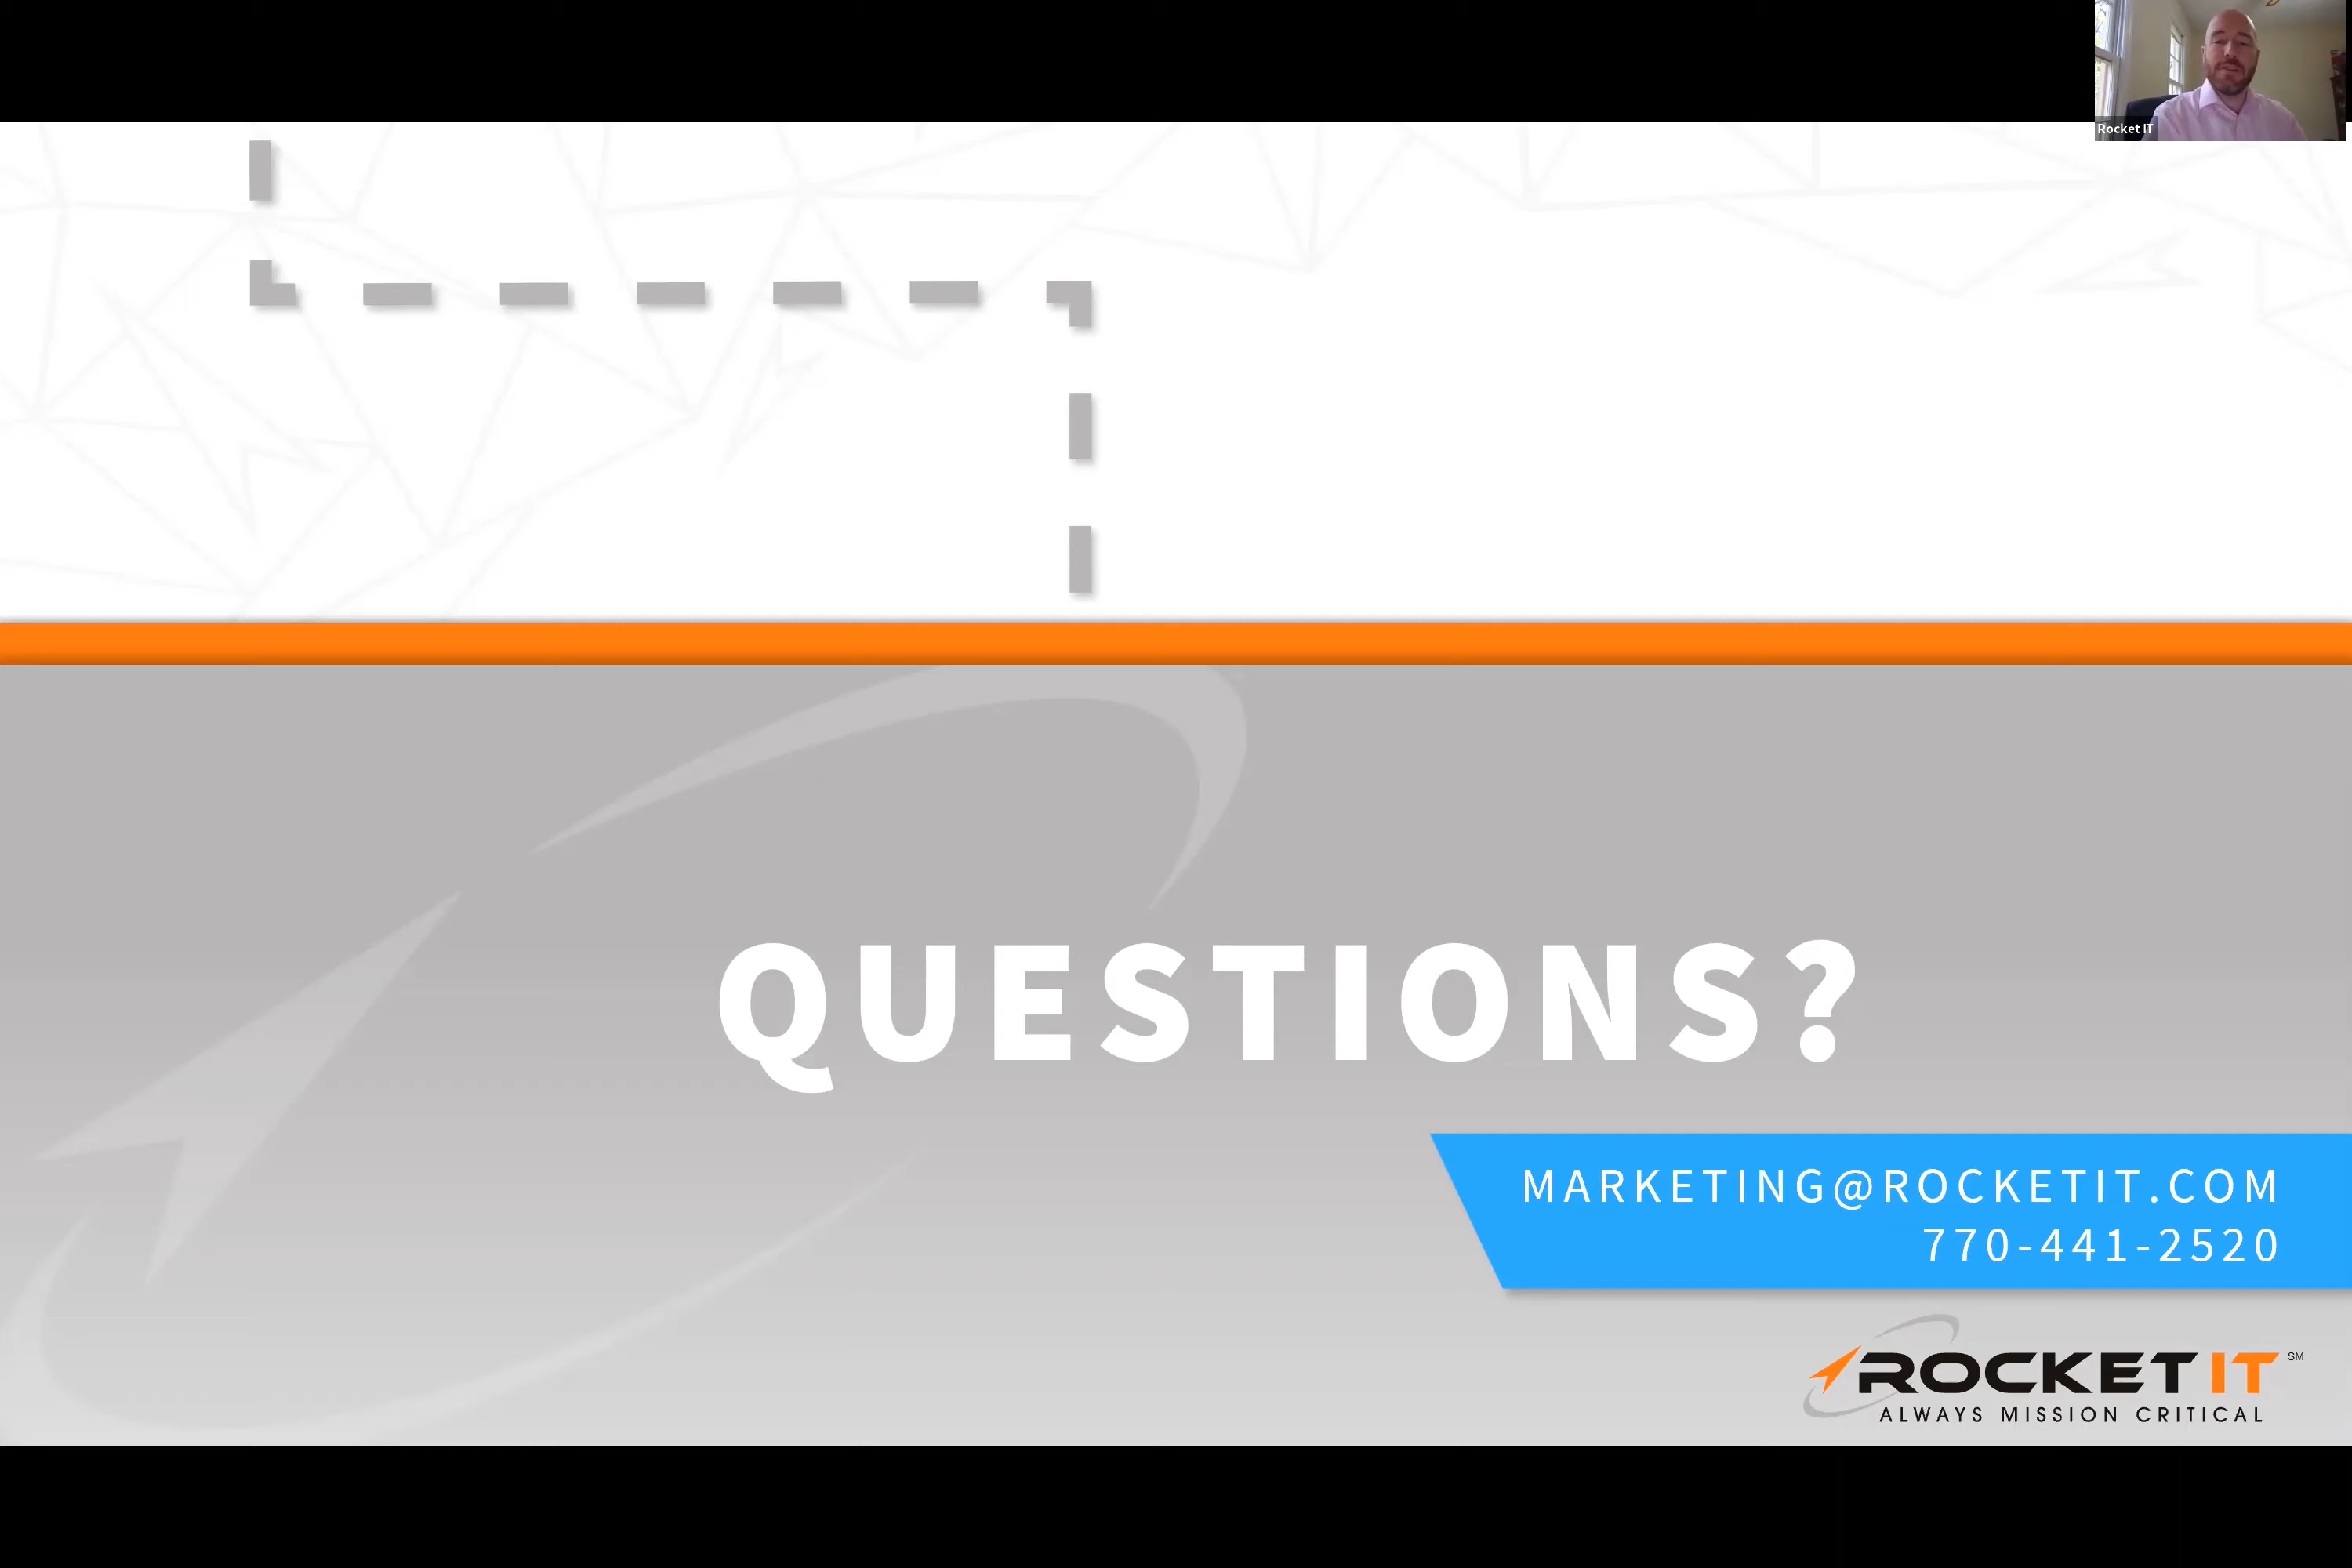 Rocket IT
QUESTIONS?
MARKETING@ROCKETIT.COM
770-441-2520
ROCKET IT SM
ALWAYS MISSION CRITICAL